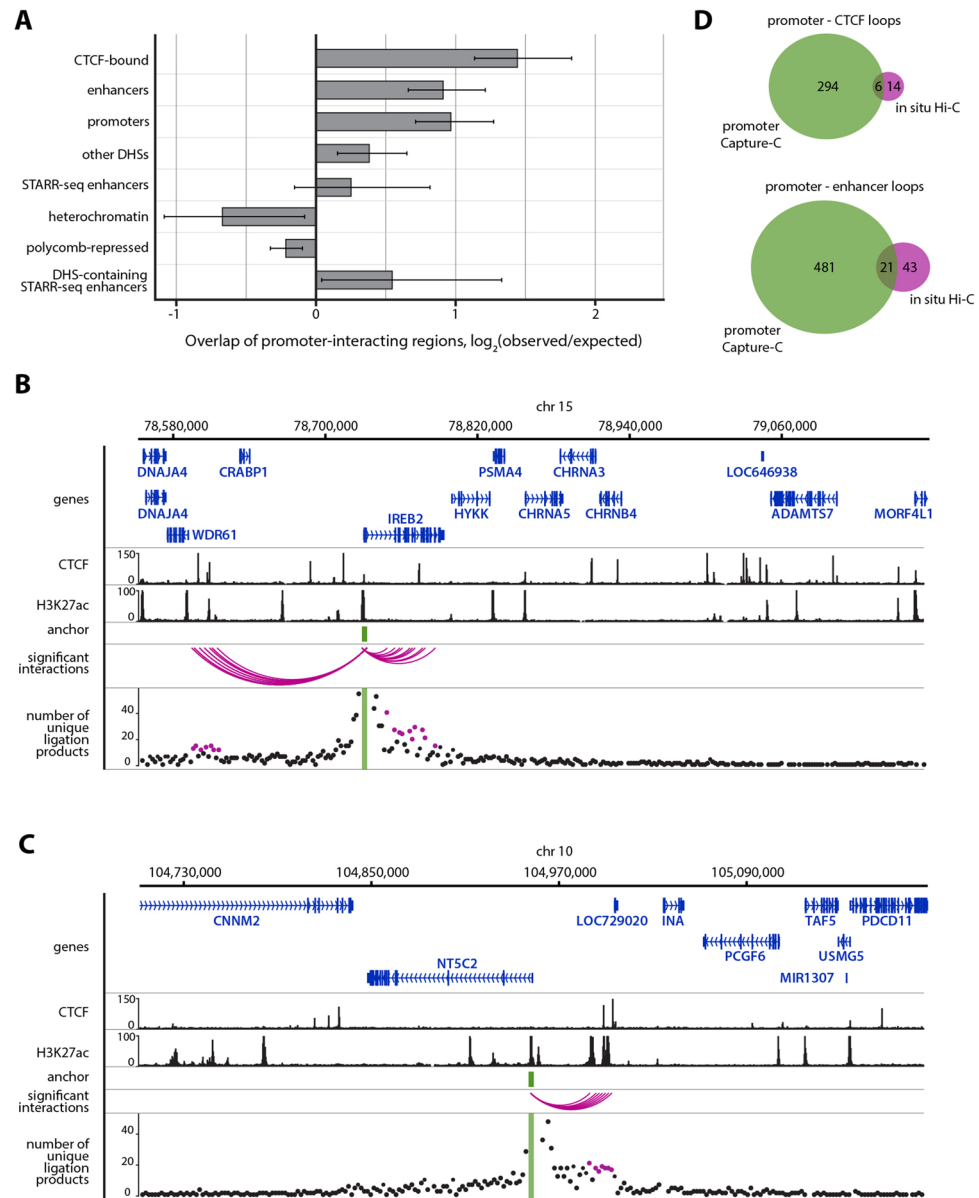 A
CTCF-bound
enhancers
promoters
other DHSs
STARR-seq enhancers
heterochromatin
polycomb-repressed
DHS-containing
STARR-seq enhancers
-1 0 1 2
Overlap of promoter-interacting regions, log2(observed/expected)
D
promoter - CTCF loops
294 6 14
in situ Hi-C
promoter
Capture-C
promoter - enhancer loops
481 21 43
in situ Hi-C
promoter
Capture-C
B
chr 15
78,580,000 78,700,000 78,820,000 78,940,000 79,060,000
DNAJA4 CRABP1 PSMA4 CHRNA3 LOC646938
genes
DNAJA4 HYKK CHRNA5 CHRNB4 ADAMTS7 MORF4L1
WDR61 IREB2
CTCF 150 0
H3K27ac 100 0
anchor
significant
interactions
number of
unique
ligation
products
40
20
0
C
chr 10
104,730,000 104,850,000 104,970,000 105,090,000
CNNM2 LOC729020 INA TAF5 PDCD11
genes
PCGF6 USMG5
NT5C2 MIR1307
CTCF 150 0
H3K27ac 100 0
anchor
significant
interactions
number of
unique
ligation
products
40
20
0